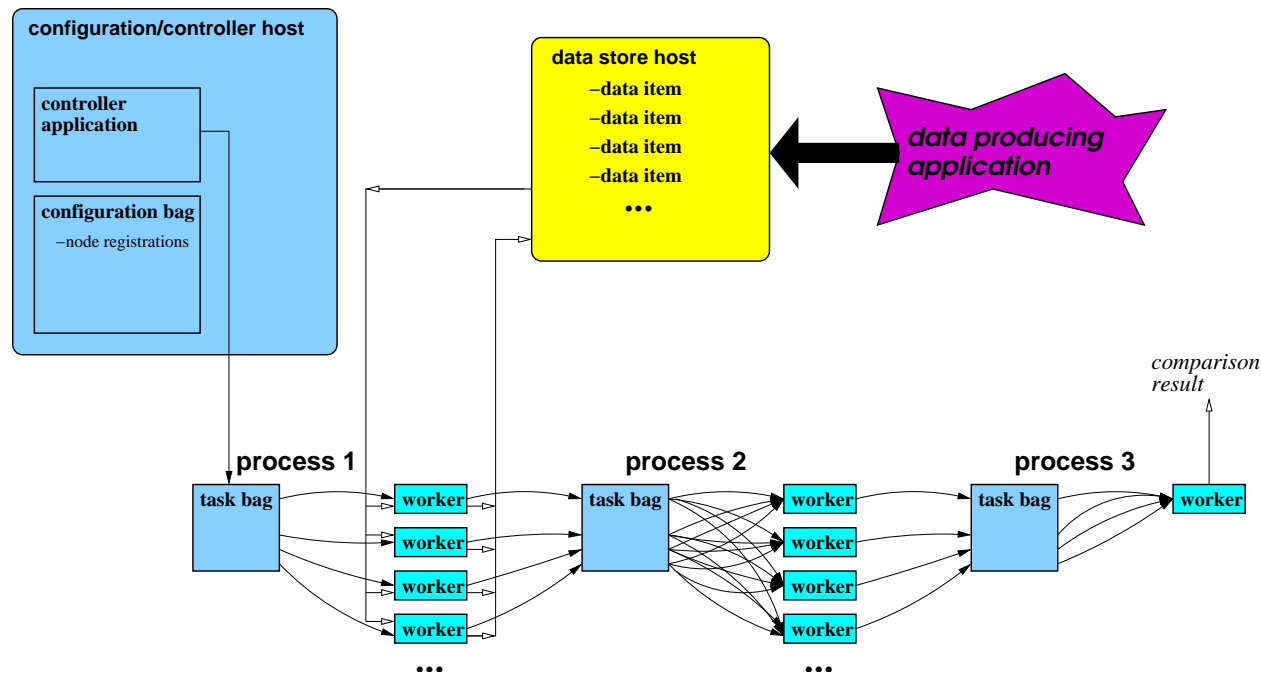 configuration/controller host
controller
application
configuration bag
–node registrations
data store host
–data item
–data item
–data item
–data item
...
data producing
application
comparison
result
process 1
process 2
process 3
task bag
worker
worker
worker
worker
...
task bag
worker
worker
worker
worker
...
task bag
worker